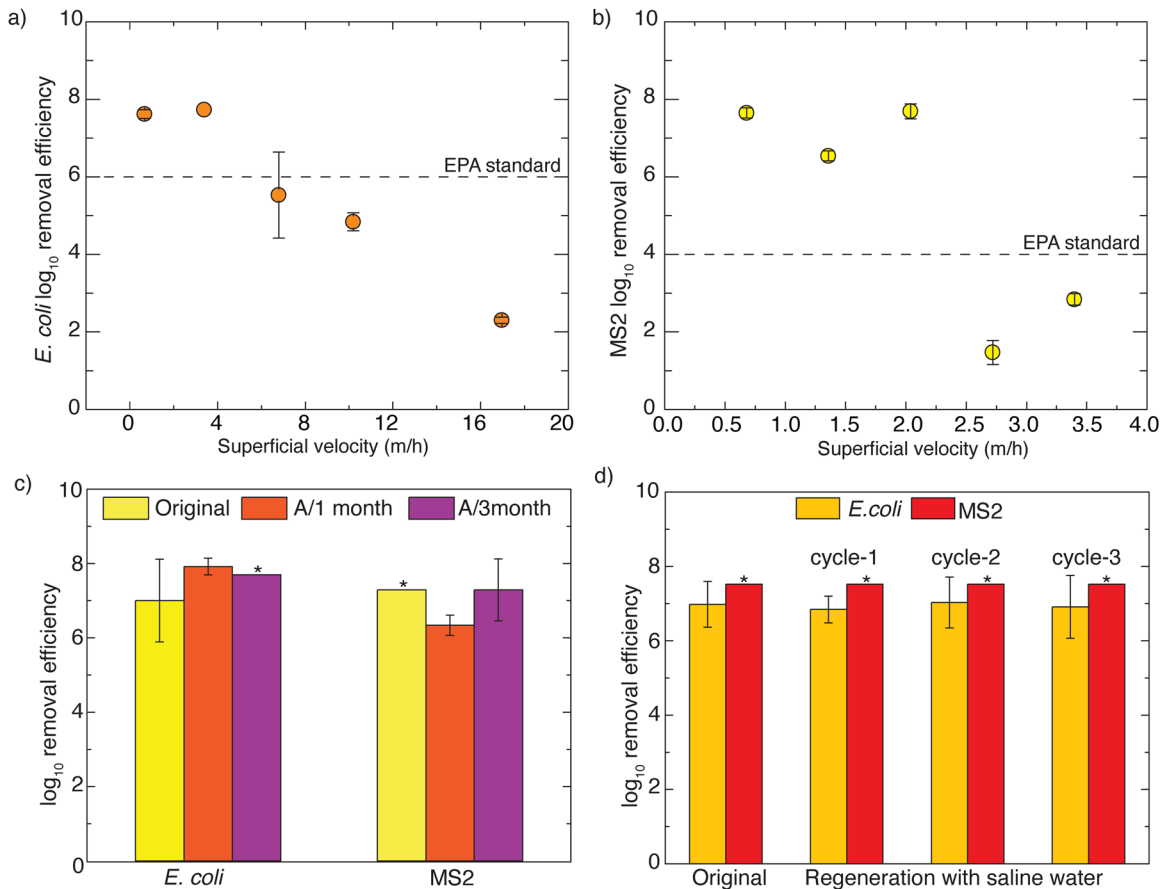 a)
10
8
6
4
2
0
E. coli log10 removal efficiency
EPA standard
0 4 8 12 16 20
Superficial velocity (m/h)
b)
10
8
6
4
2
0
MS2 log10 removal efficiency
EPA standard
0.0 0.5 1.0 1.5 2.0 2.5 3.0 3.5 4.0
Superficial velocity (m/h)
c)
10
8
6
4
2
0
log10 removal efficiency
Original A/1 month A/3month
*
*
E. coli MS2
d)
10
8
6
4
2
0
log10 removal efficiency
E.coli MS2
cycle-1 cycle-2 cycle-3
* * * *
Original Regeneration with saline water